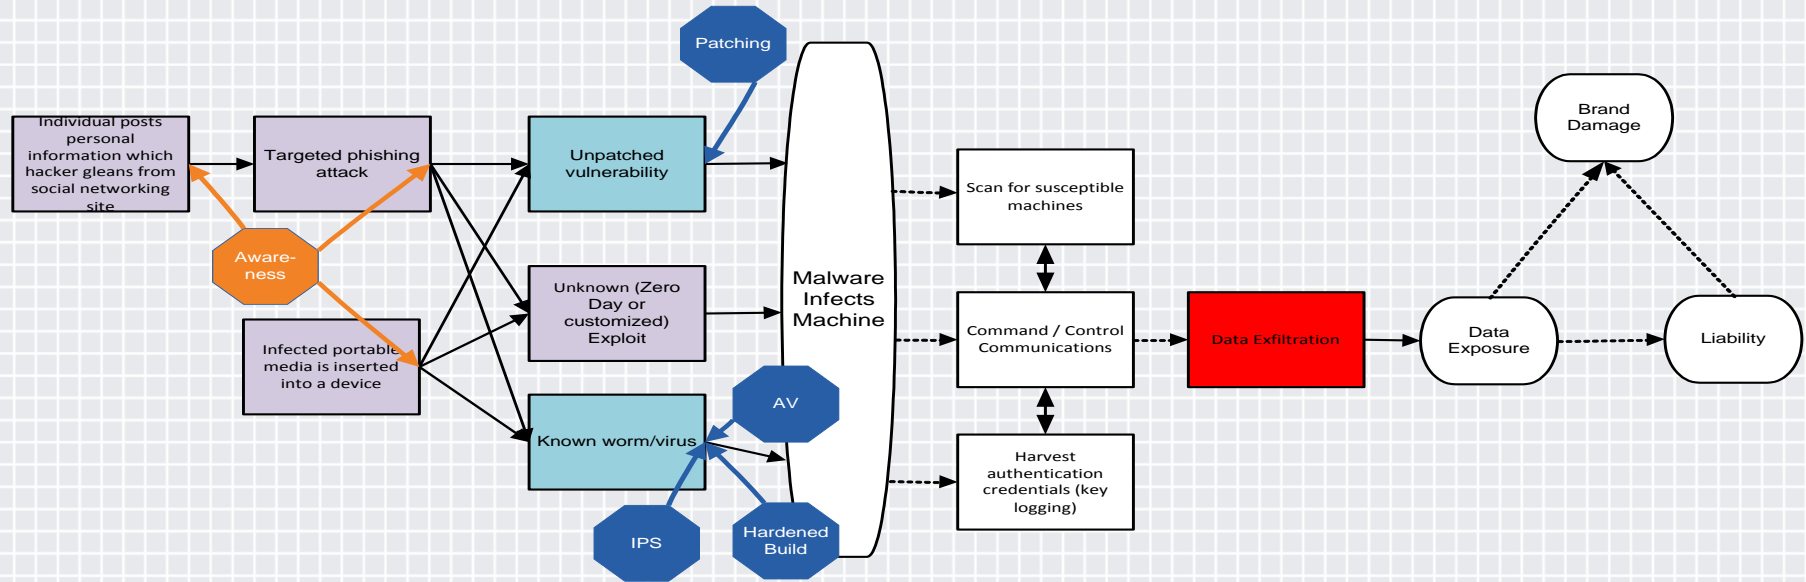 Patching
Individual posts
personal
information which
hacker gleans from
social networking
site
Targeted phishing
attack
Unpatched
vulnerability
Aware-
ness
Infected portable
media is inserted
into a device
Unknown (Zero
Day or
customized)
Exploit
Known worm/virus
AV
IPS
Hardened
Build
Malware
Infects
Machine
Scan for susceptible
machines
Command / Control
Communications
Harvest
authentication
credentials (key
logging)
Data Exfiltration
Data
Exposure
Brand
Damage
Liability